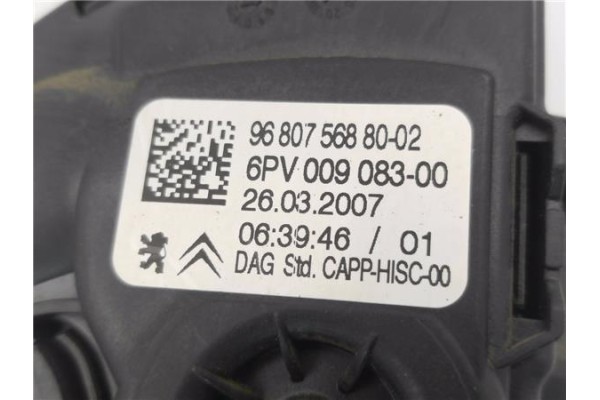 96 807 568 80-02
6PV 009 083-00
26.03.2007
06:39:46 / 01
DAG Std. CAPP-HISC-00